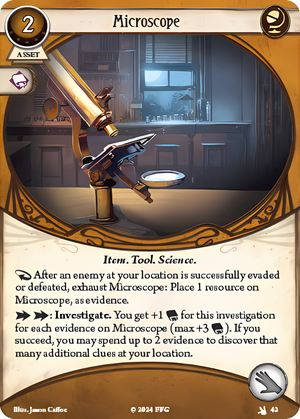 Microscope
2
ASSET
Item. Tool. Science.
After an enemy at your location is successfully evaded
or defeated, exhaust Microscope: Place 1 resource on
Microscope, as evidence.
: Investigate. You get +1 for this investigation
for each evidence on Microscope (max +3 ). If you
succeed, you may spend up to 2 evidence to discover that
many additional clues at your location.
Illus. Jason Caffoe
© 2024 FFG
43